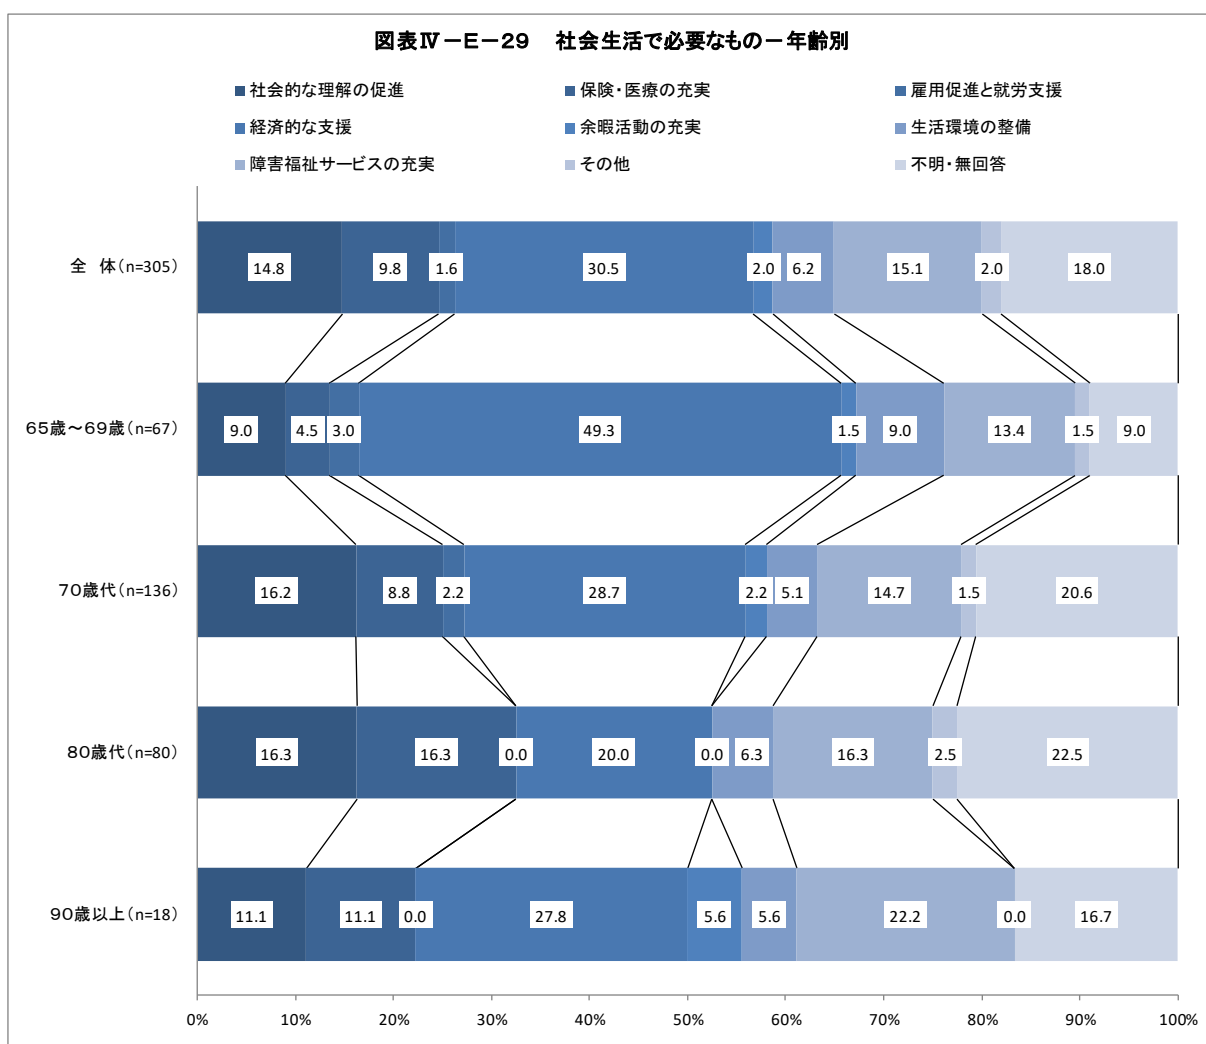 図表Ⅳ－E－29　社会生活で必要なもの－年齢別
社会的な理解の促進　保険・医療の充実　雇用促進と就労支援
経済的な支援　余暇活動の充実　生活環境の整備
障害福祉サービスの充実　その他　不明・無回答
全　体(n=305) 14.8 9.8 1.6 30.5 2.0 6.2 15.1 2.0 18.0
65歳～69歳(n=67) 9.0 4.5 3.0 49.3 1.5 9.0 13.4 1.5 9.0
70歳代(n=136) 16.2 8.8 2.2 28.7 2.2 5.1 14.7 1.5 20.6
80歳代(n=80) 16.3 16.3 0.0 20.0 0.0 6.3 16.3 2.5 22.5
90歳以上(n=18) 11.1 11.1 0.0 27.8 5.6 5.6 22.2 0.0 16.7
0% 10% 20% 30% 40% 50% 60% 70% 80% 90% 100%